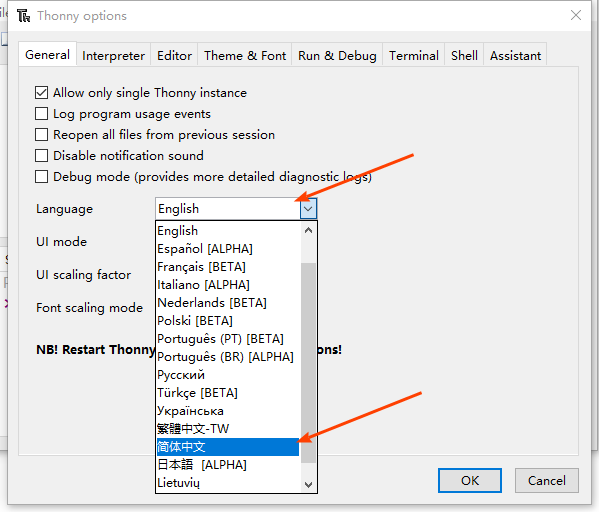 Thonny options
General Interpreter Editor Theme & Font Run & Debug Terminal Shell Assistant
Allow only single Thonny instance
Log program usage events
Reopen all files from previous session
Disable notification sound
Debug mode (provides more detailed diagnostic logs)
Language English
UI mode
UI scaling factor
Font scaling mode
English
Español [ALPHA]
Français [BETA]
Italiano [ALPHA]
Nederlands [BETA]
Polski [BETA]
Português (PT) [BETA]
Português (BR) [ALPHA]
Русский
Türkçe [BETA]
Українська
繁體中文-TW
简体中文
日本語 [ALPHA]
Lietuvių
NB! Restart Thonny ons!
OK Cancel